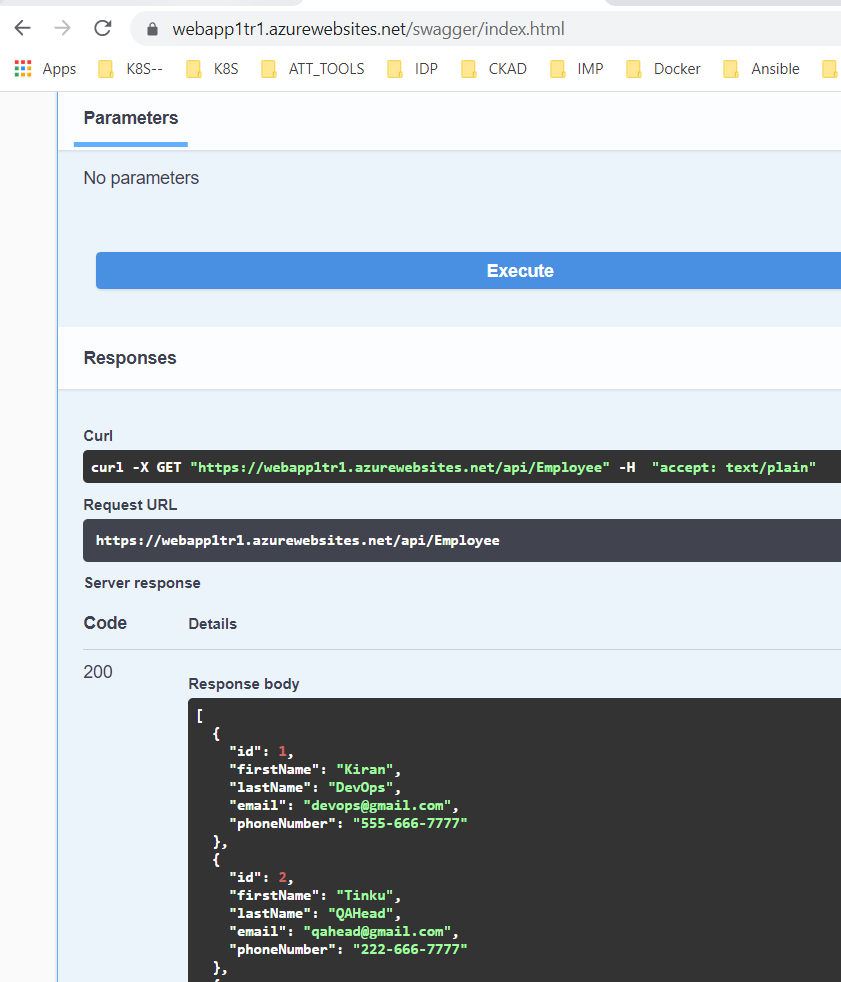 webapp1tr1.azurewebsites.net/swagger/index.html
Apps K8S-- K8S ATT_TOOLS IDP CKAD IMP Docker Ansible
Parameters
No parameters
Execute
Responses
Curl
curl -X GET "https://webapp1tr1.azurewebsites.net/api/Employee" -H  "accept: text/plain"
Request URL
https://webapp1tr1.azurewebsites.net/api/Employee
Server response
Code Details
200
Response body
[
  {
    "id": 1,
    "firstName": "Kiran",
    "lastName": "DevOps",
    "email": "devops@gmail.com",
    "phoneNumber": "555-666-7777"
  },
  {
    "id": 2,
    "firstName": "Tinku",
    "lastName": "QAHead",
    "email": "qahead@gmail.com",
    "phoneNumber": "222-666-7777"
  },
  {